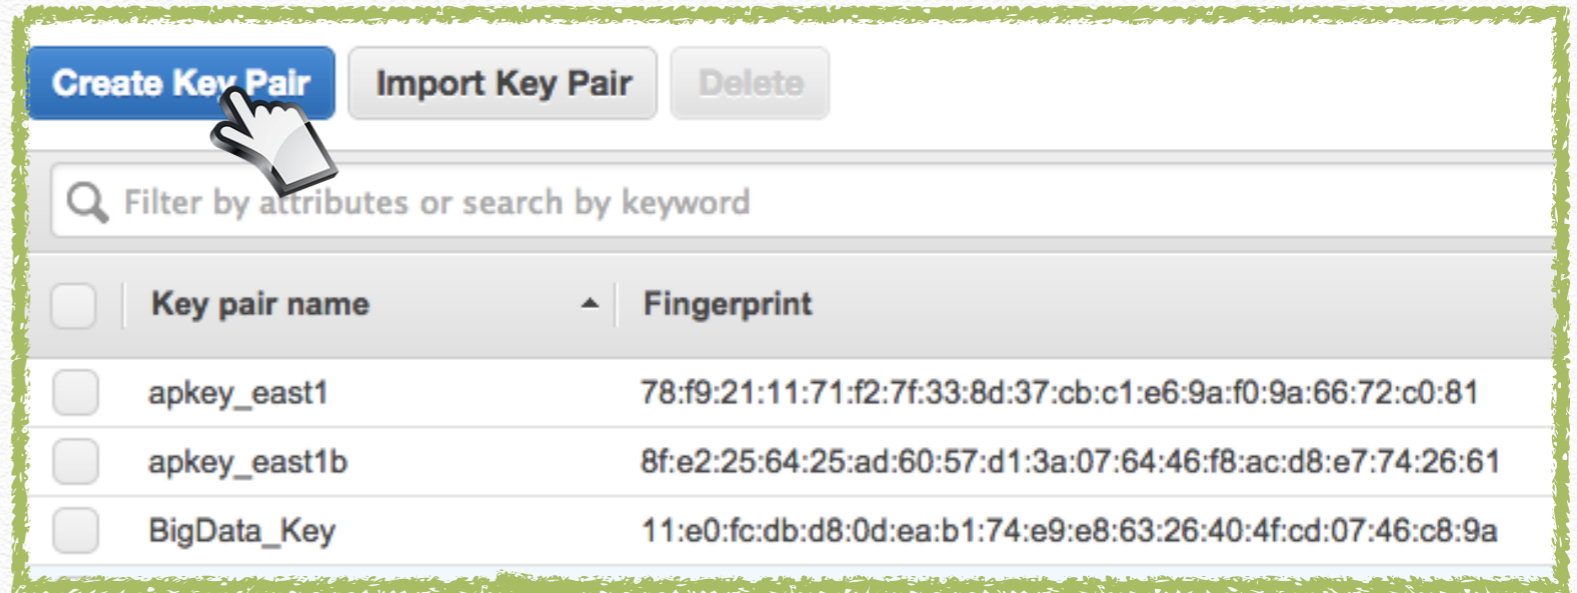 Create Key Pair Import Key Pair Delete
Filter by attributes or search by keyword
Key pair name Fingerprint
apkey_east1 78:f9:21:11:71:f2:7f:33:8d:37:cb:c1:e6:9a:f0:9a:66:72:c0:81
apkey_east1b 8f:e2:25:64:25:ad:60:57:d1:3a:07:64:46:f8:ac:d8:e7:74:26:61
BigData_Key 11:e0:fc:db:d8:0d:ea:b1:74:e9:e8:63:26:40:4f:cd:07:46:c8:9a